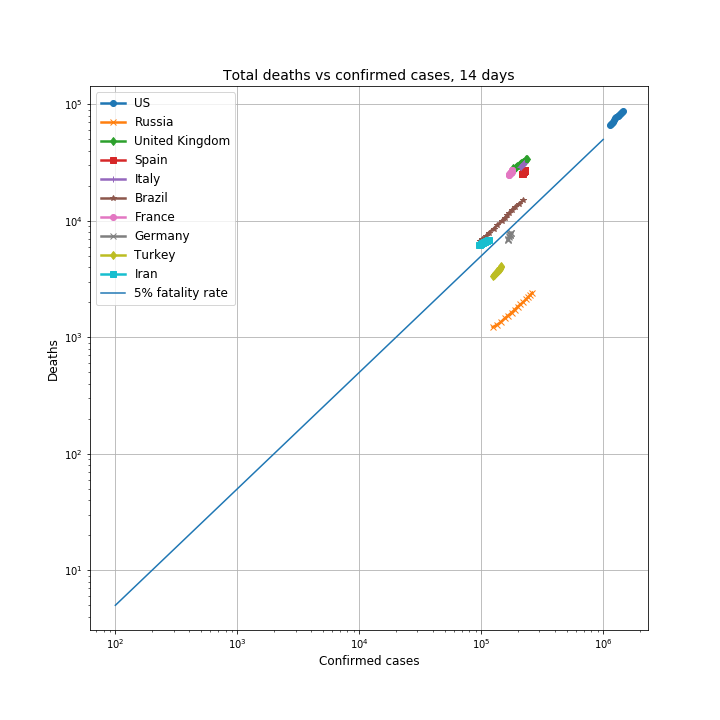 Total deaths vs confirmed cases, 14 days
US
Russia
United Kingdom
Spain
Italy
Brazil
France
Germany
Turkey
Iran
5% fatality rate
Deaths
10⁵
10⁴
10³
10²
10¹
10² 10³ 10⁴ 10⁵ 10⁶
Confirmed cases